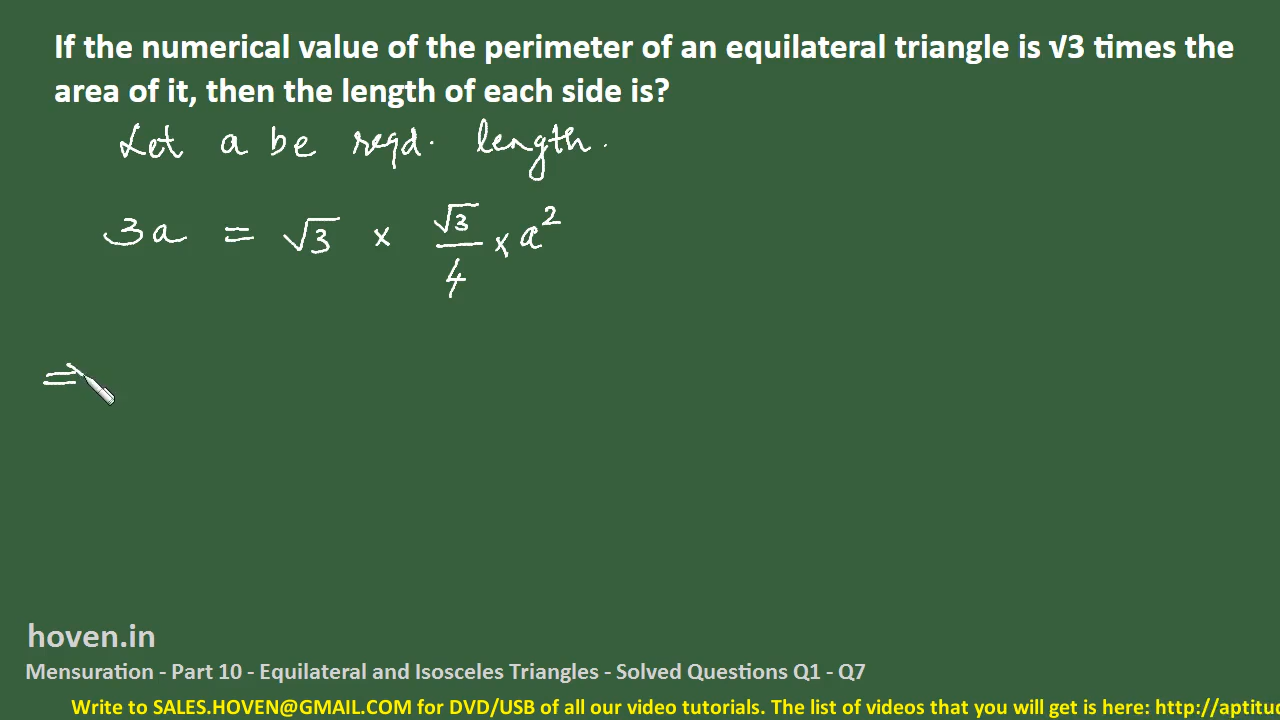 If the numerical value of the perimeter of an equilateral triangle is √3 times the
area of it, then the length of each side is?
Let a be reqd. length.
3a = √3 × √3/4 × a²
⇒
hoven.in
Mensuration - Part 10 - Equilateral and Isosceles Triangles - Solved Questions Q1 - Q7
Write to SALES.HOVEN@GMAIL.COM for DVD/USB of all our video tutorials. The list of videos that you will get is here: http://aptitud